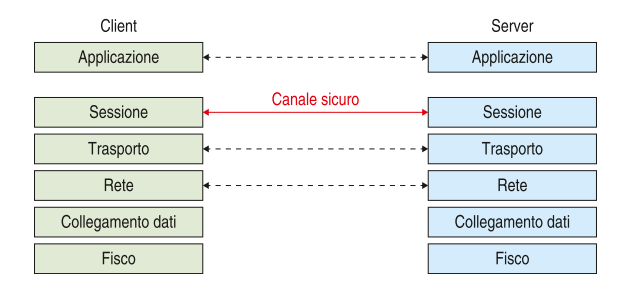 Client Server
Applicazione Applicazione
Canale sicuro
Sessione Sessione
Trasporto Trasporto
Rete Rete
Collegamento dati Collegamento dati
Fisco Fisco